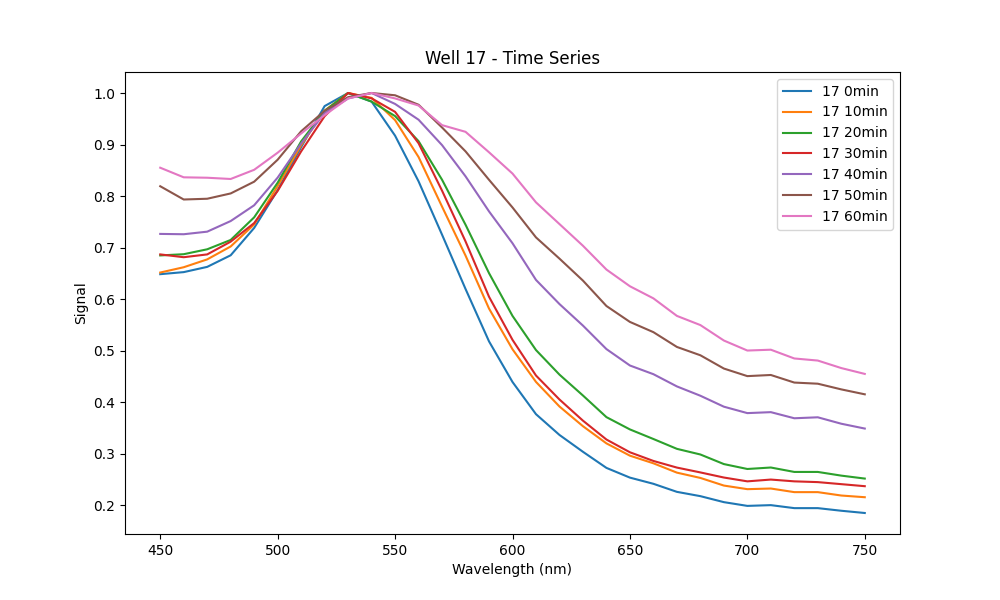 Well 17 - Time Series
17 0min
17 10min
17 20min
17 30min
17 40min
17 50min
17 60min
Signal
1.0
0.9
0.8
0.7
0.6
0.5
0.4
0.3
0.2
450 500 550 600 650 700 750
Wavelength (nm)